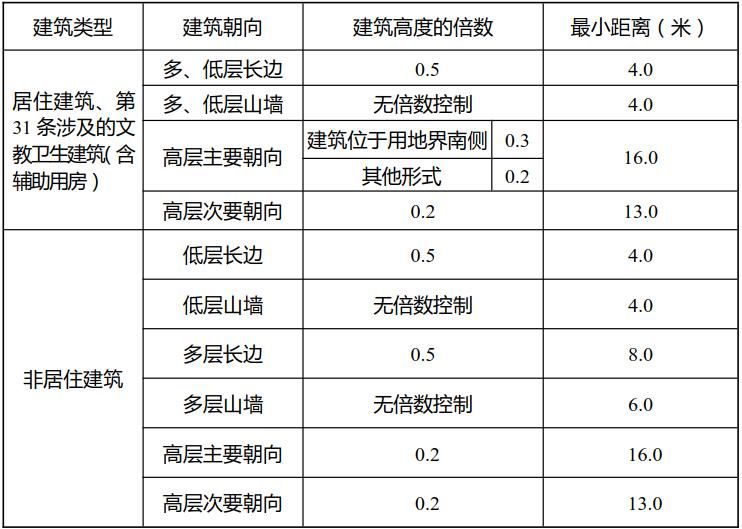 建筑类型 建筑朝向 建筑高度的倍数 最小距离（米）
居住建筑、第
31 条涉及的文
教卫生建筑（含
辅助用房）
多、低层长边 0.5 4.0
多、低层山墙 无倍数控制 4.0
高层主要朝向 建筑位于用地界南侧 0.3 16.0
其他形式 0.2
高层次要朝向 0.2 13.0
非居住建筑
低层长边 0.5 4.0
低层山墙 无倍数控制 4.0
多层长边 0.5 8.0
多层山墙 无倍数控制 6.0
高层主要朝向 0.2 16.0
高层次要朝向 0.2 13.0